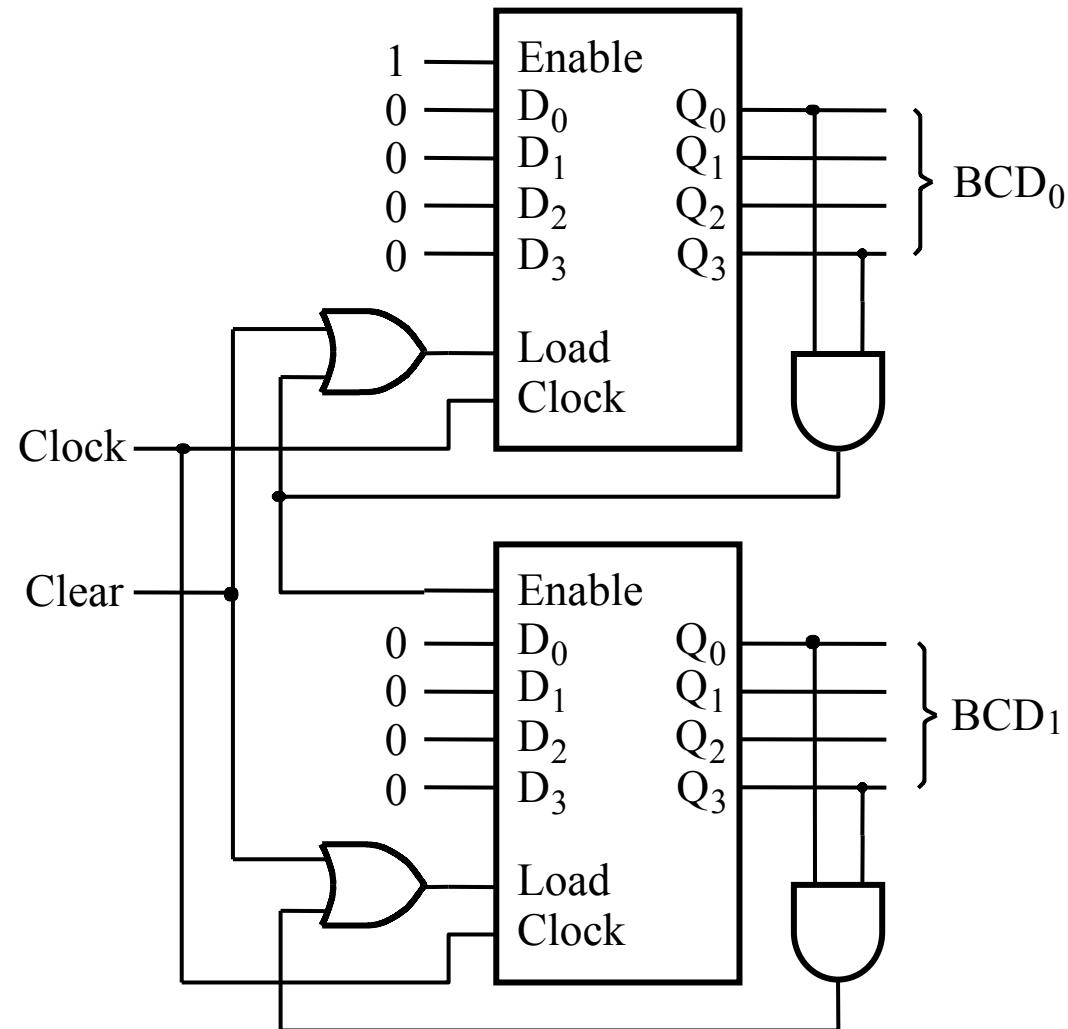 1 Enable
0 D₀ Q₀
0 D₁ Q₁
0 D₂ Q₂
0 D₃ Q₃
BCD₀
Load
Clock
Clock
Clear
Enable
0 D₀ Q₀
0 D₁ Q₁
0 D₂ Q₂
0 D₃ Q₃
BCD₁
Load
Clock